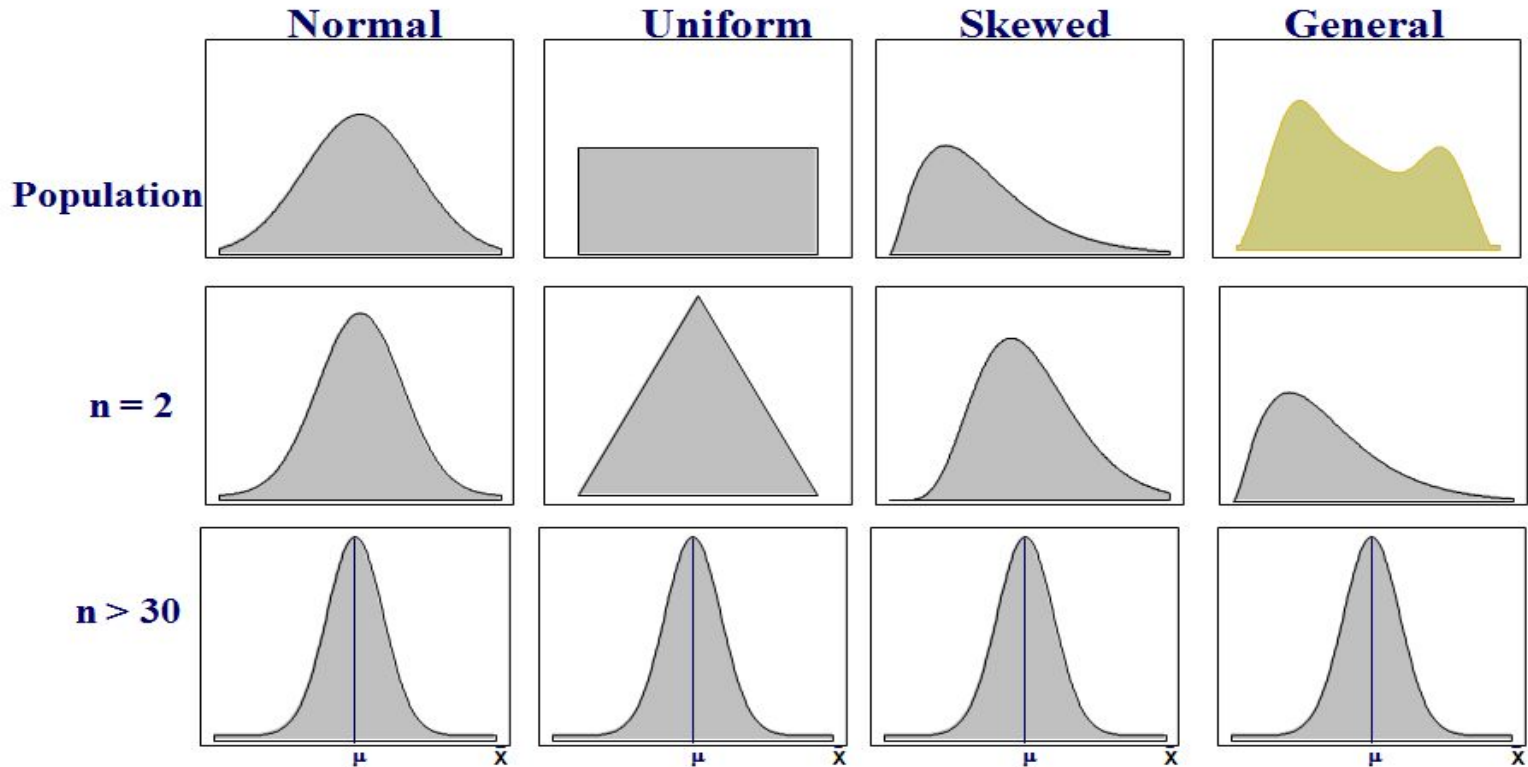 Normal Uniform Skewed General
Population
n = 2
n > 30
μ x̄ μ x̄ μ x̄ μ x̄